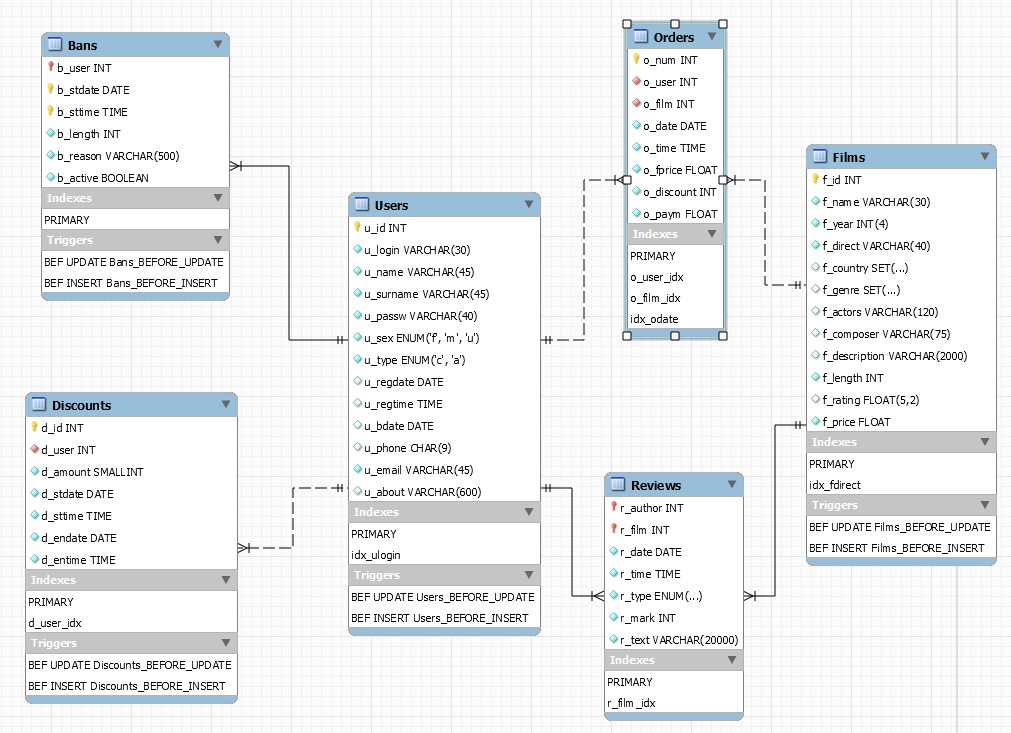 Bans
b_user INT
b_stdate DATE
b_sttime TIME
b_length INT
b_reason VARCHAR(500)
b_active BOOLEAN
Indexes
PRIMARY
Triggers
BEF UPDATE Bans_BEFORE_UPDATE
BEF INSERT Bans_BEFORE_INSERT
Discounts
d_id INT
d_user INT
d_amount SMALLINT
d_stdate DATE
d_sttime TIME
d_endate DATE
d_entime TIME
Indexes
PRIMARY
d_user_idx
Triggers
BEF UPDATE Discounts_BEFORE_UPDATE
BEF INSERT Discounts_BEFORE_INSERT
Users
u_id INT
u_login VARCHAR(30)
u_name VARCHAR(45)
u_surname VARCHAR(45)
u_passw VARCHAR(40)
u_sex ENUM('f', 'm', 'u')
u_type ENUM('c', 'a')
u_regdate DATE
u_regtime TIME
u_bdate DATE
u_phone CHAR(9)
u_email VARCHAR(45)
u_about VARCHAR(600)
Indexes
PRIMARY
idx_ulogin
Triggers
BEF UPDATE Users_BEFORE_UPDATE
BEF INSERT Users_BEFORE_INSERT
Orders
o_num INT
o_user INT
o_film INT
o_date DATE
o_time TIME
o_fprice FLOAT
o_discount INT
o_paym FLOAT
Indexes
PRIMARY
o_user_idx
o_film_idx
idx_odate
Reviews
r_author INT
r_film INT
r_date DATE
r_time TIME
r_type ENUM(...)
r_mark INT
r_text VARCHAR(20000)
Indexes
PRIMARY
r_film_idx
Films
f_id INT
f_name VARCHAR(30)
f_year INT(4)
f_direct VARCHAR(40)
f_country SET(...)
f_genre SET(...)
f_actors VARCHAR(120)
f_composer VARCHAR(75)
f_description VARCHAR(2000)
f_length INT
f_rating FLOAT(5,2)
f_price FLOAT
Indexes
PRIMARY
idx_fdirect
Triggers
BEF UPDATE Films_BEFORE_UPDATE
BEF INSERT Films_BEFORE_INSERT